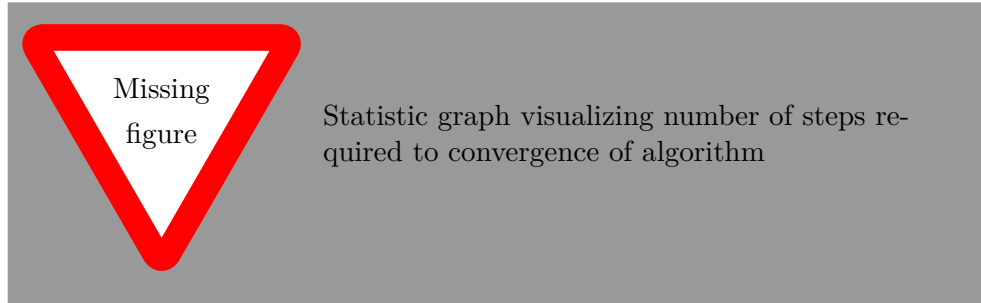 Missing
figure
Statistic graph visualizing number of steps re-
quired to convergence of algorithm